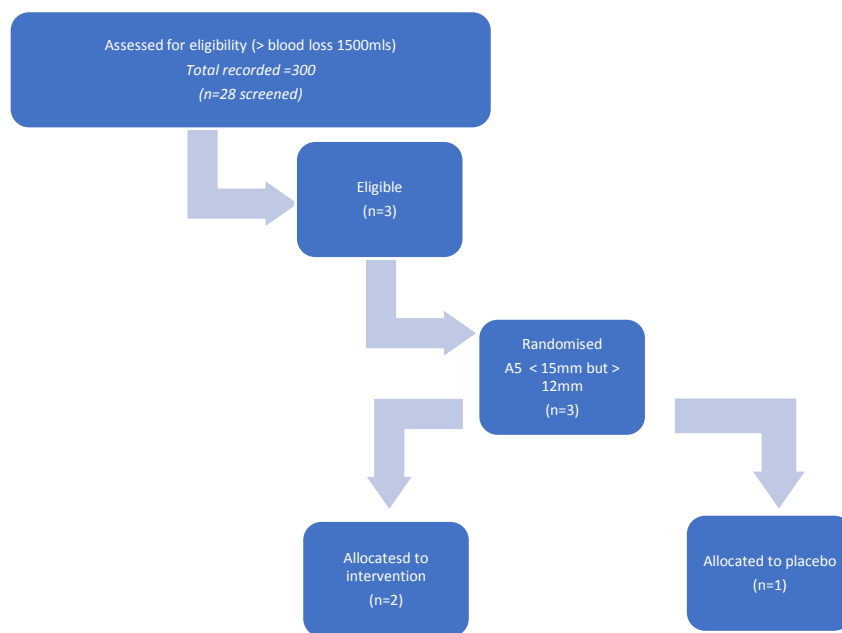 Assessed for eligibility (> blood loss 1500mls)
Total recorded =300
(n=28 screened)
Eligible
(n=3)
Randomised
A5 < 15mm but >
12mm
(n=3)
Allocatesd to
intervention
(n=2)
Allocated to placebo
(n=1)